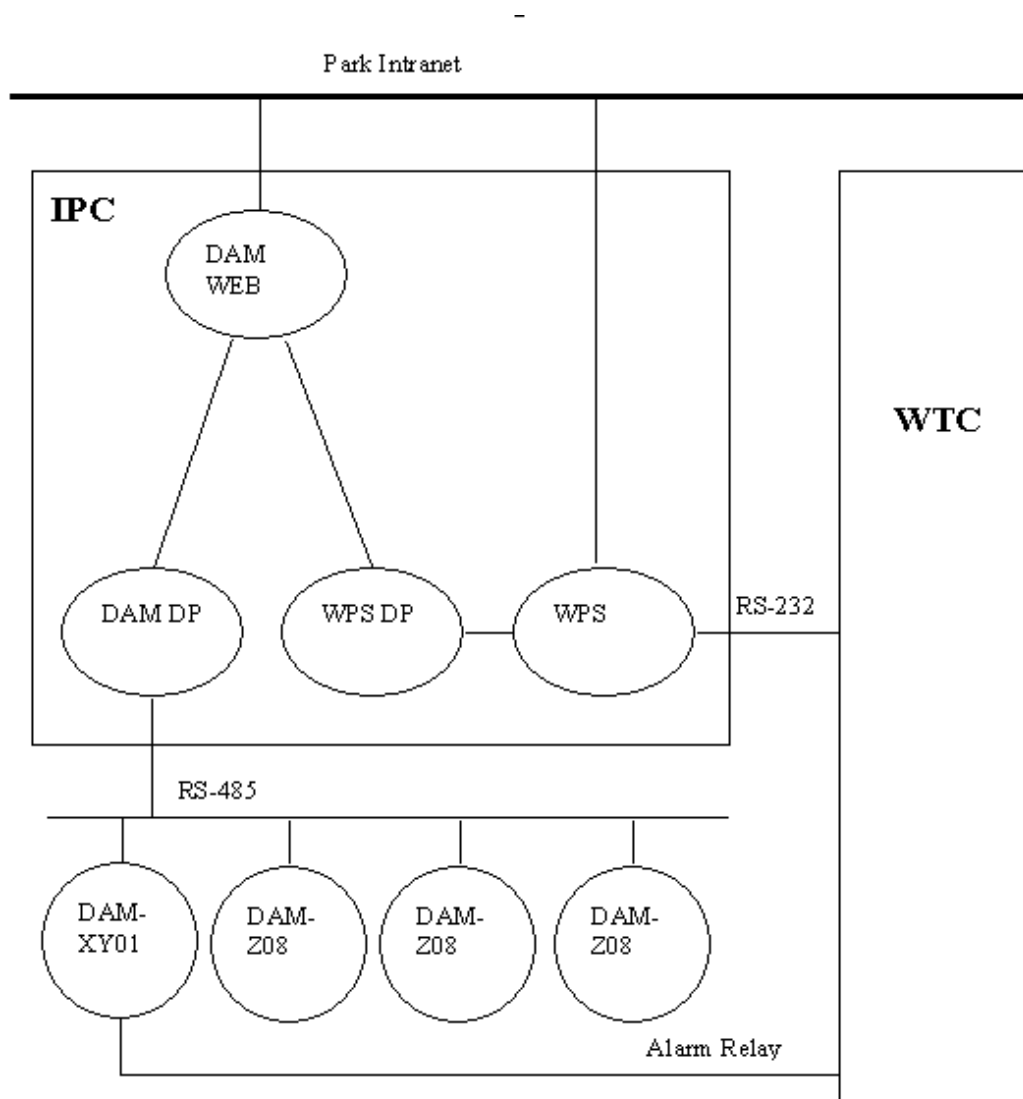 Park Intranet
IPC
DAM
WEB
WTC
DAM DP
WPS DP
WPS
RS-232
RS-485
DAM-
XY01
DAM-
Z08
DAM-
Z08
DAM-
Z08
Alarm Relay